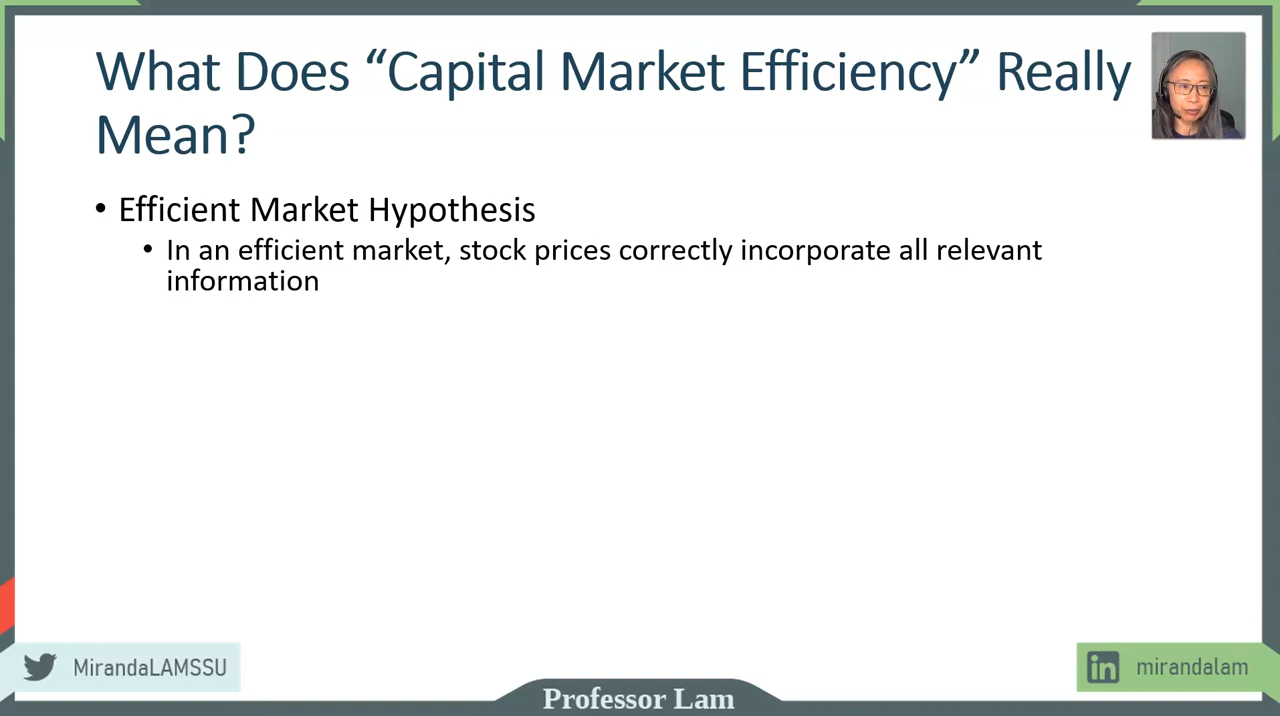 What Does “Capital Market Efficiency” Really
Mean?
• Efficient Market Hypothesis
• In an efficient market, stock prices correctly incorporate all relevant
information
MirandaLAMSSU
in mirandalam
Professor Lam